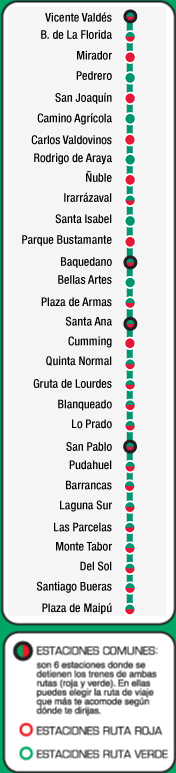 Vicente Valdés
B. de La Florida
Mirador
Pedrero
San Joaquín
Camino Agrícola
Carlos Valdovinos
Rodrigo de Araya
Ñuble
Irarrázaval
Santa Isabel
Parque Bustamante
Baquedano
Bellas Artes
Plaza de Armas
Santa Ana
Cumming
Quinta Normal
Gruta de Lourdes
Blanqueado
Lo Prado
San Pablo
Pudahuel
Barrancas
Laguna Sur
Las Parcelas
Monte Tabor
Del Sol
Santiago Bueras
Plaza de Maipú
ESTACIONES COMUNES:
son 6 estaciones donde se
detienen los trenes de ambas
rutas (roja y verde). En ellas
puedes elegir la ruta de viaje
que más te acomode según
dónde te dirijas.
ESTACIONES RUTA ROJA
ESTACIONES RUTA VERDE